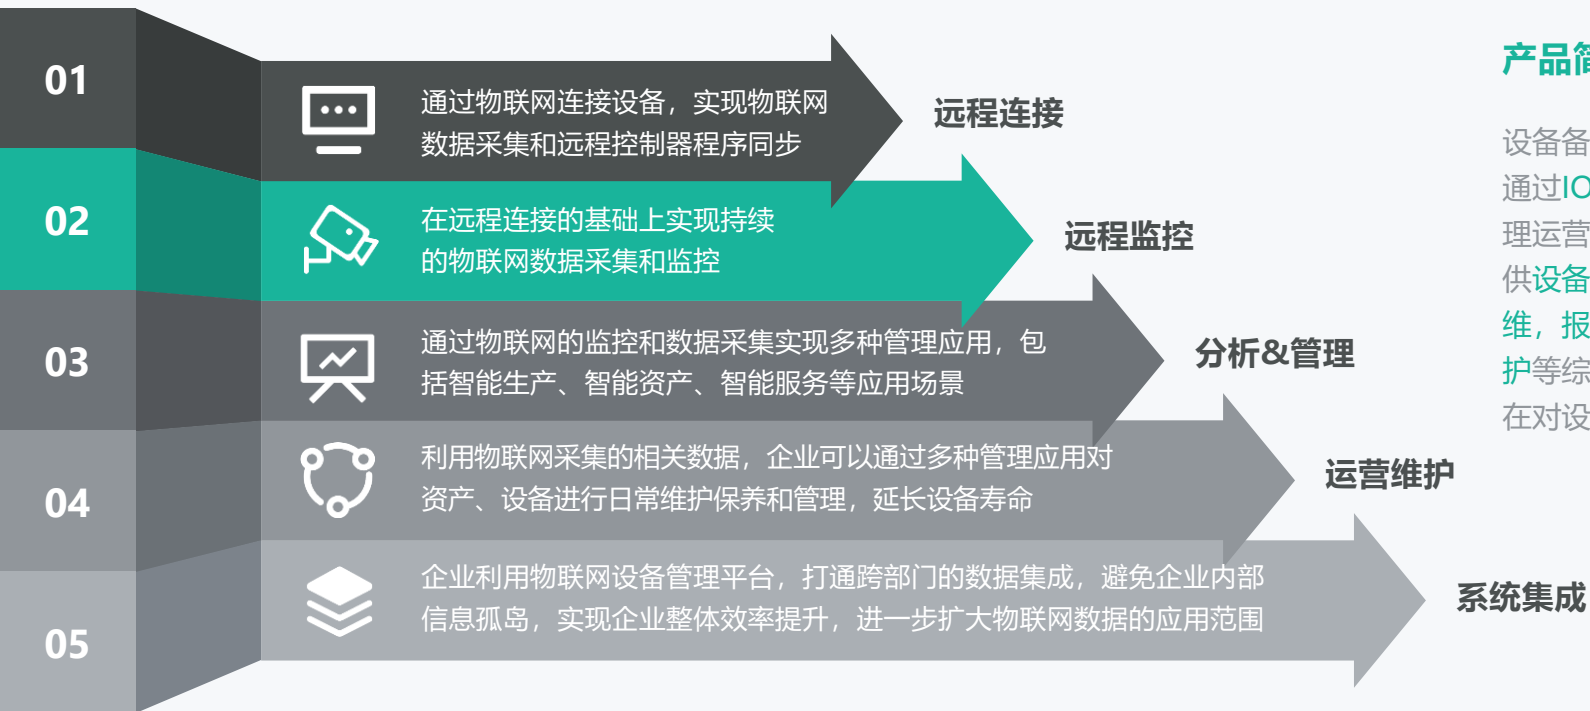 01
通过物联网连接设备，实现物联网
数据采集和远程控制器程序同步
远程连接
02
在远程连接的基础上实现持续
的物联网数据采集和监控
远程监控
03
通过物联网的监控和数据采集实现多种管理应用，包
括智能生产、智能资产、智能服务等应用场景
分析&管理
04
利用物联网采集的相关数据，企业可以通过多种管理应用对
资产、设备进行日常维护保养和管理，延长设备寿命
运营维护
05
企业利用物联网设备管理平台，打通跨部门的数据集成，避免企业内部
信息孤岛，实现企业整体效率提升，进一步扩大物联网数据的应用范围
系统集成
产品简
设备备
通过IO
理运营
供设备
维，报
护等综
在对设